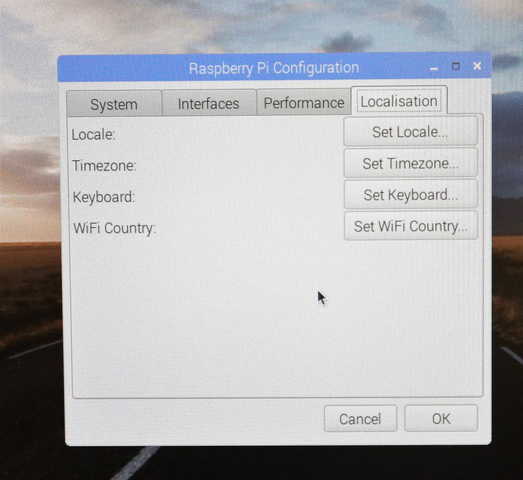 Raspberry Pi Configuration
System Interfaces Performance Localisation
Locale: Set Locale...
Timezone: Set Timezone...
Keyboard: Set Keyboard...
WiFi Country: Set WiFi Country...
Cancel OK